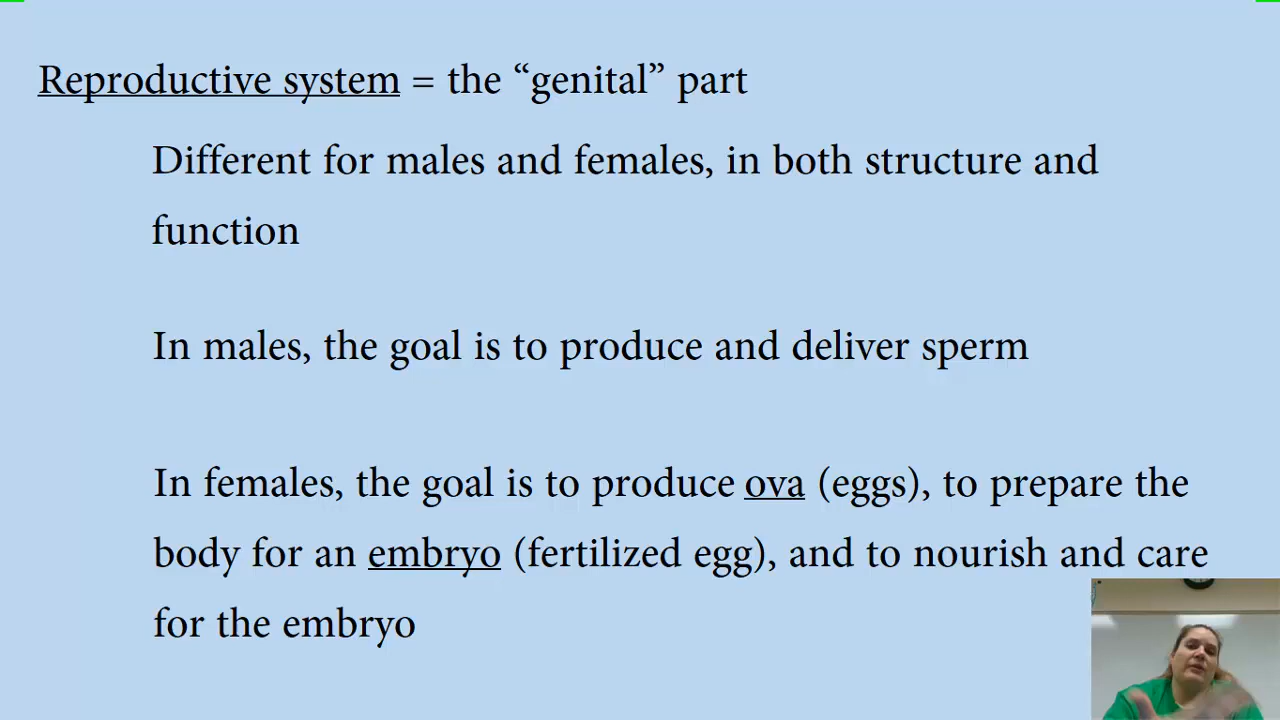 Reproductive system = the “genital” part
Different for males and females, in both structure and
function
In males, the goal is to produce and deliver sperm
In females, the goal is to produce ova (eggs), to prepare the
body for an embryo (fertilized egg), and to nourish and care
for the embryo